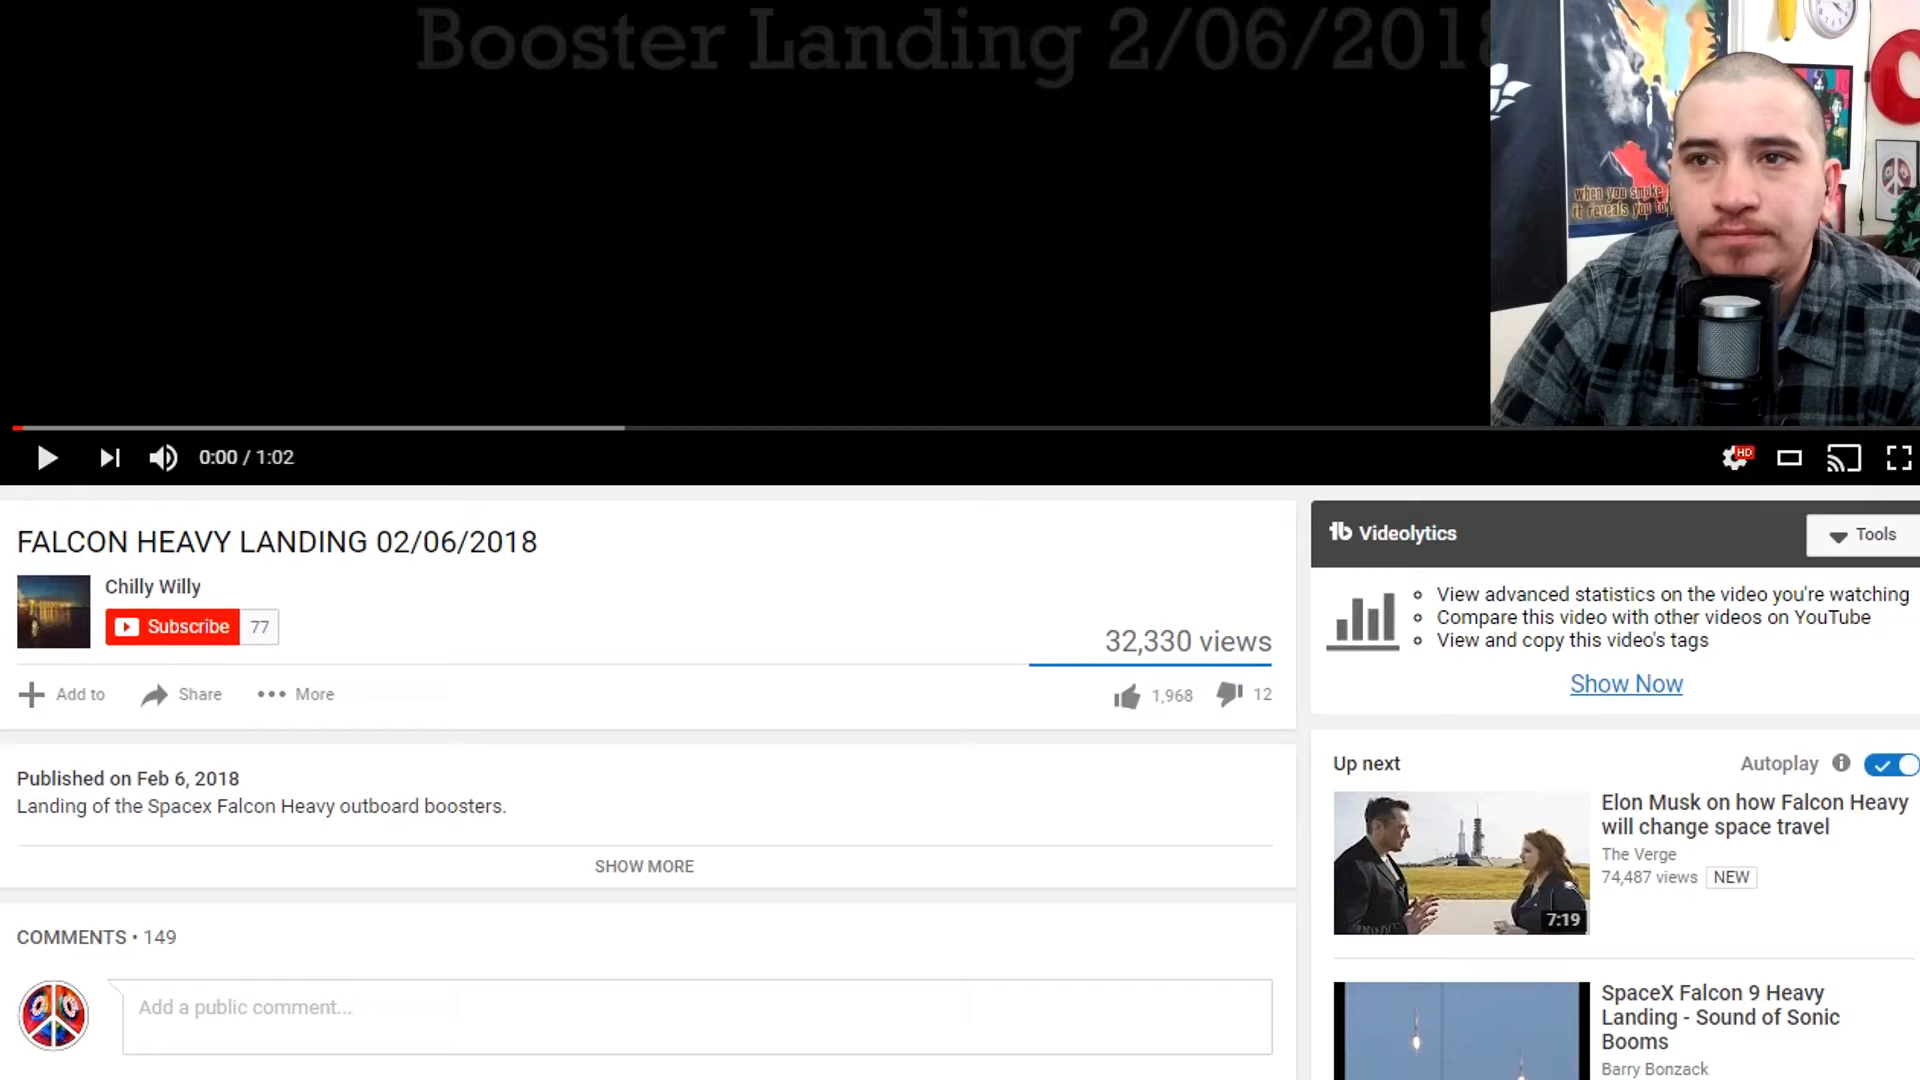 Booster Landing 2/06/2018
when you smoke
it reveals you to
0:00 / 1:02
HD
FALCON HEAVY LANDING 02/06/2018
Chilly Willy
Subscribe 77
32,330 views
Add to Share More
1,968 12
Published on Feb 6, 2018
Landing of the Spacex Falcon Heavy outboard boosters.
SHOW MORE
COMMENTS • 149
Add a public comment...
tb Videolytics
Tools
View advanced statistics on the video you're watching
Compare this video with other videos on YouTube
View and copy this video's tags
Show Now
Up next
Autoplay
7:19
Elon Musk on how Falcon Heavy
will change space travel
The Verge
74,487 views NEW
SpaceX Falcon 9 Heavy
Landing - Sound of Sonic
Booms
Barry Bonzack